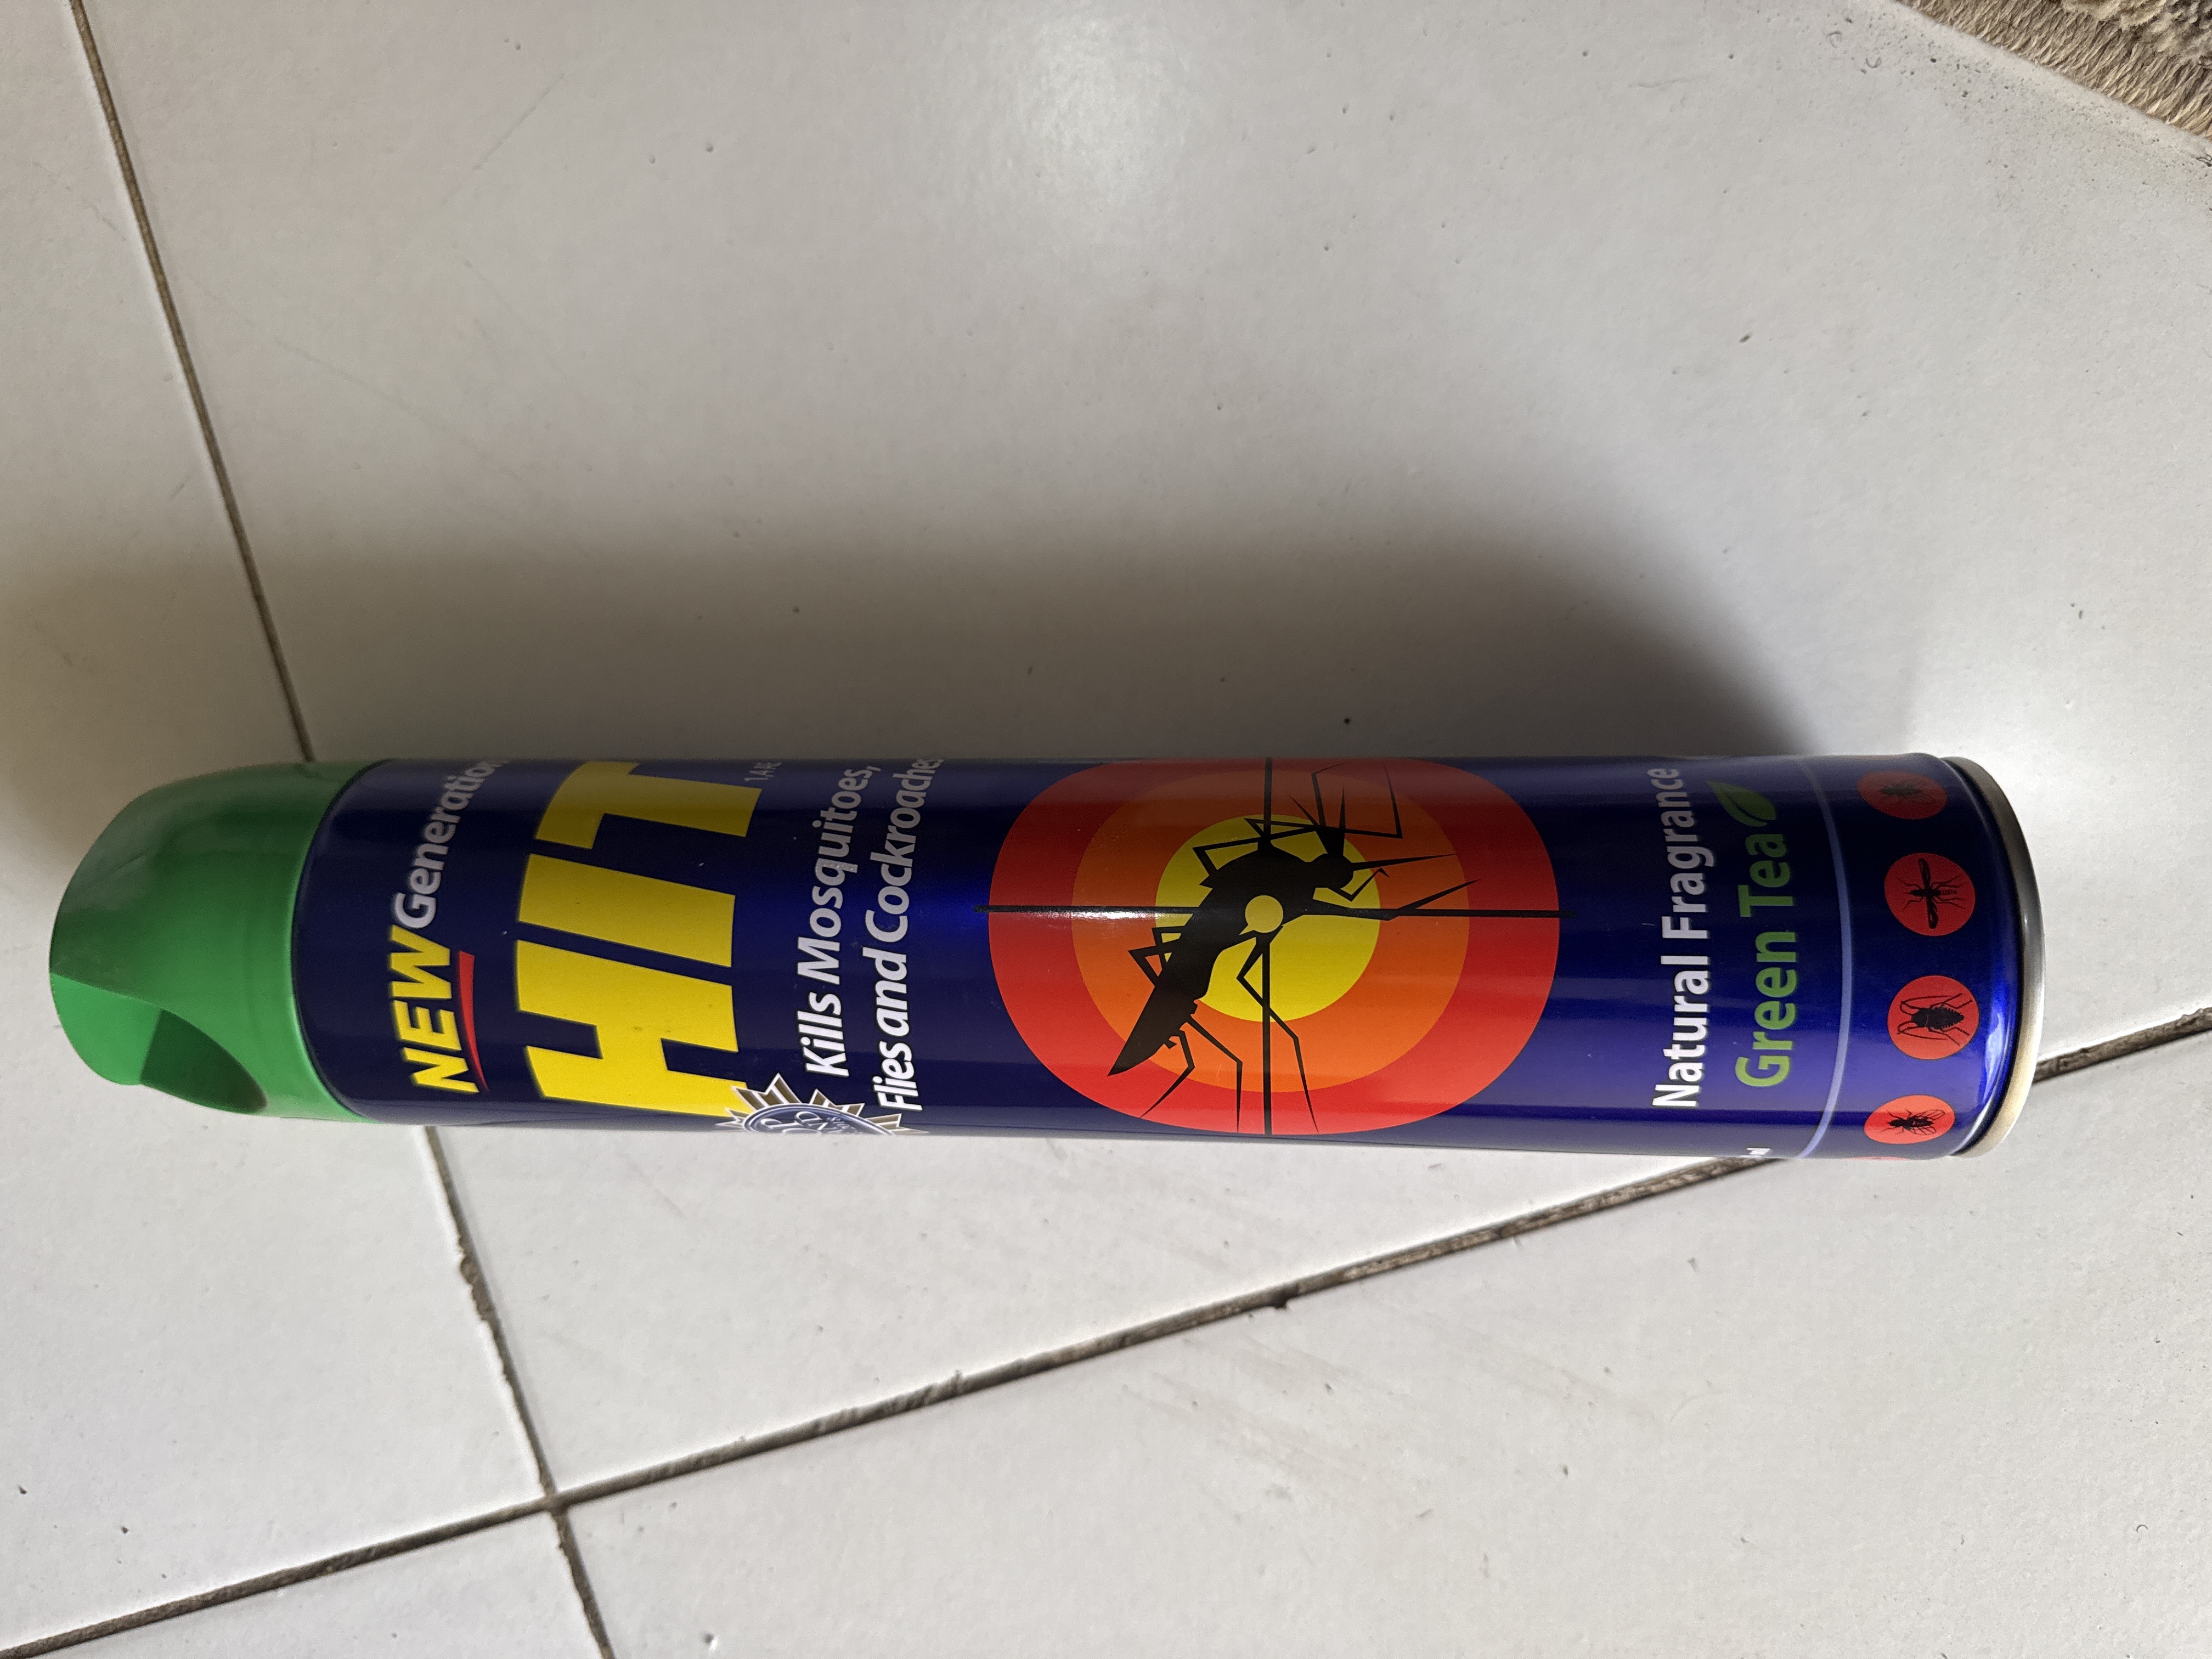 NEW Generation
HIT
Kills Mosquitoes,
Flies and Cockroaches
Natural Fragrance
Green Tea